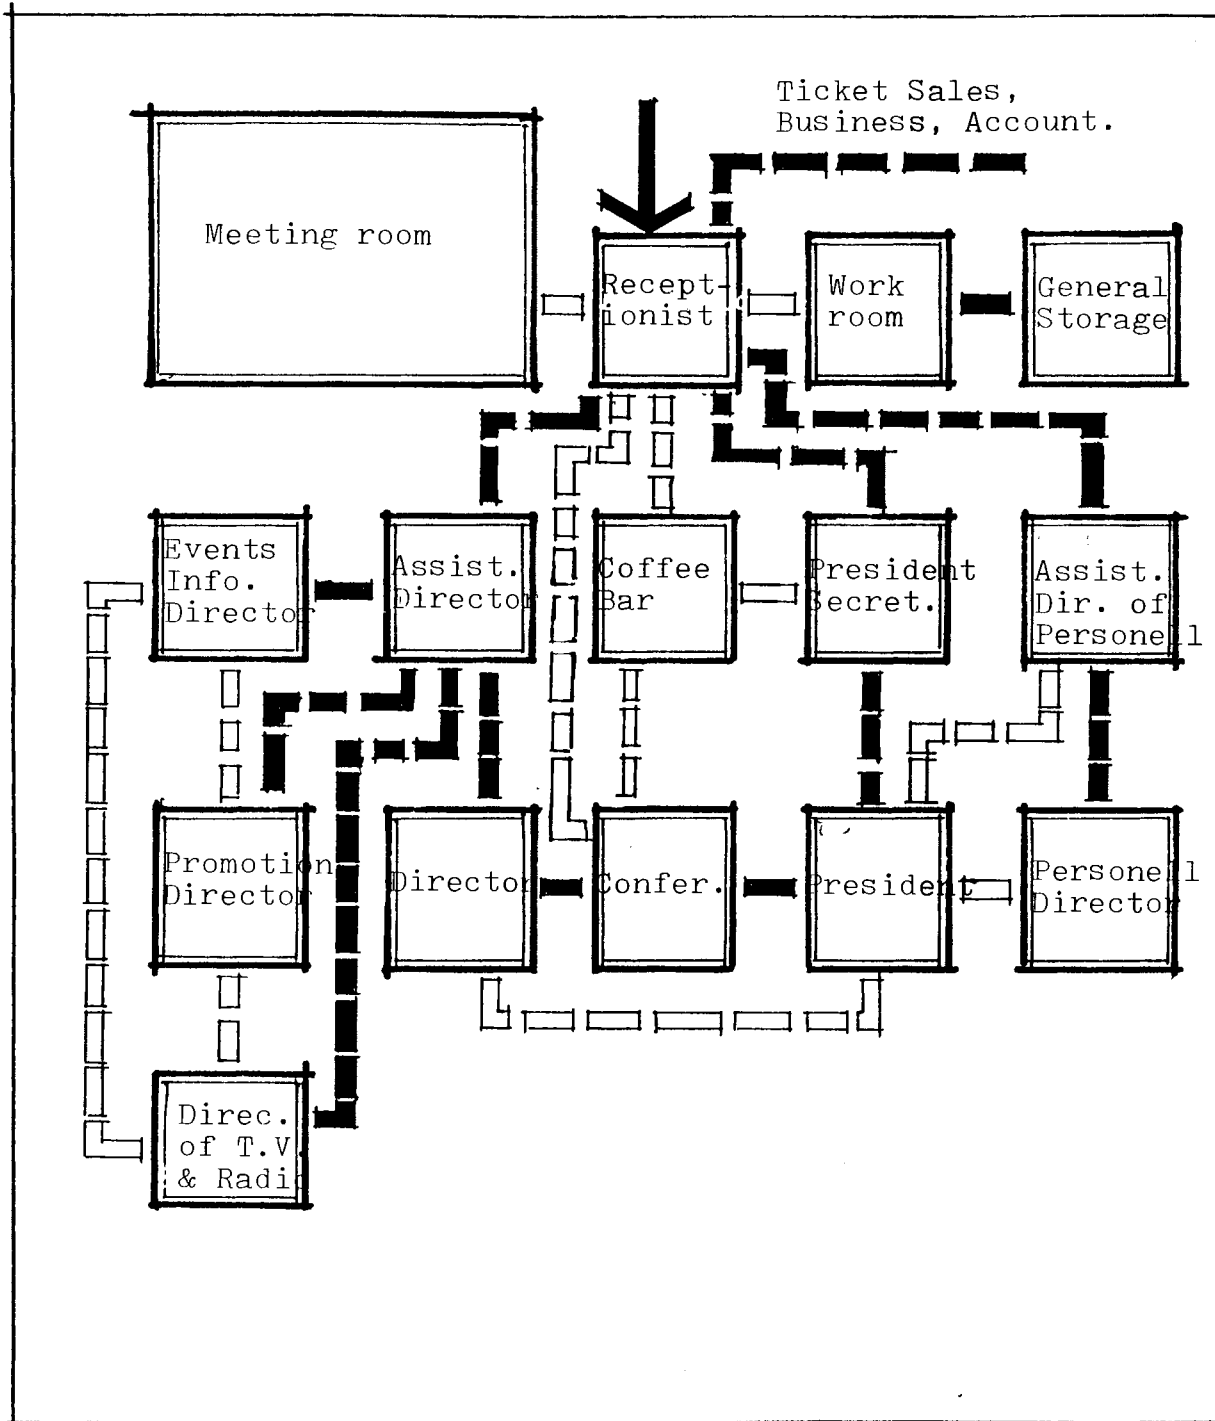 Ticket Sales,
Business, Account.
Meeting room
Recept-
ionist
Work
room
General
Storage
Events
Info.
Director
Assist.
Director
Coffee
Bar
President
Secret.
Assist.
Dir. of
Personell
Promotion
Director
Director
Confer.
President
Personell
Director
Direc.
of T.V.
& Radio